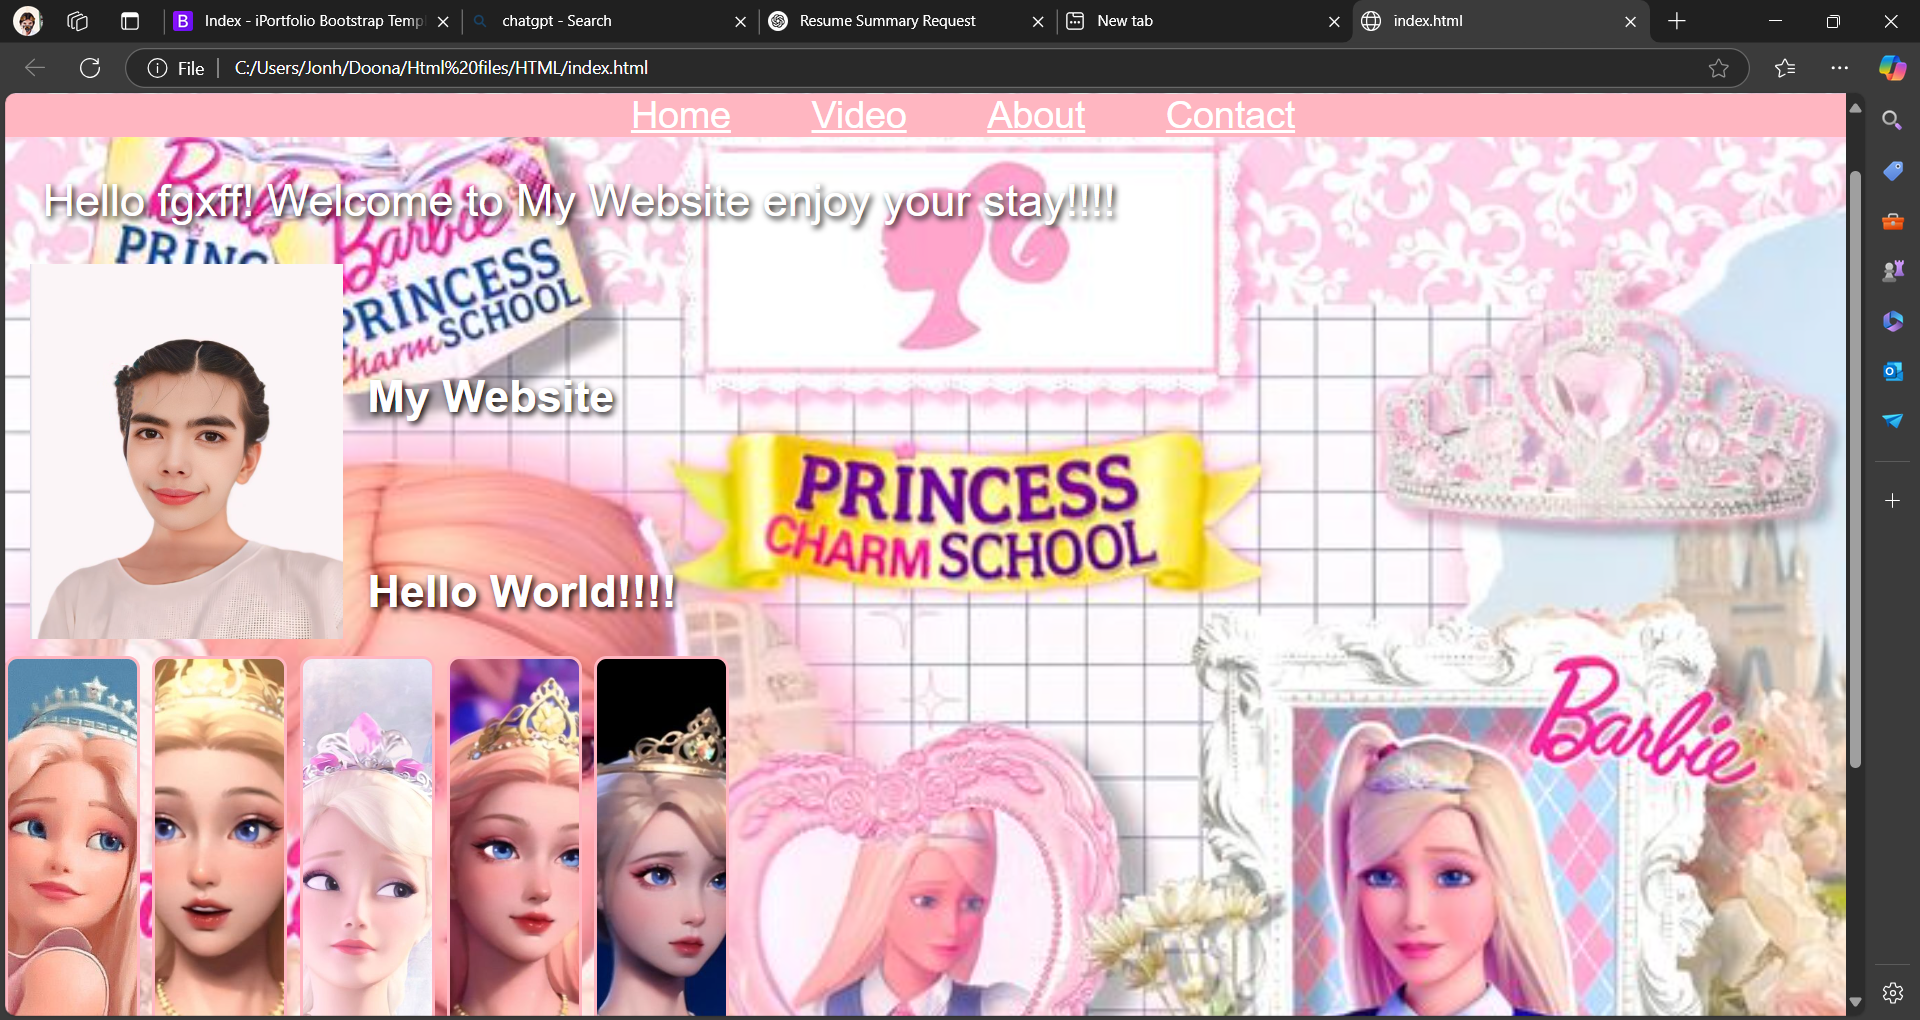 Index - iPortfolio Bootstrap Templ
chatgpt - Search
Resume Summary Request
New tab
index.html
File
C:/Users/Jonh/Doona/Html%20files/HTML/index.html
Home
Video
About
Contact
Hello fgxff! Welcome to My Website enjoy your stay!!!!
Barbie
PRINCESS
Charm SCHOOL
My Website
PRINCESS
CHARM SCHOOL
Hello World!!!!
Barbie